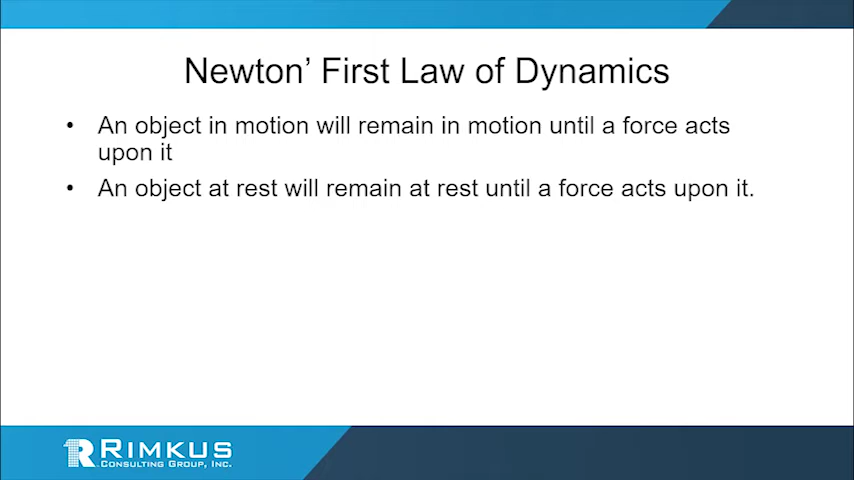 Newton’ First Law of Dynamics
• An object in motion will remain in motion until a force acts
upon it
• An object at rest will remain at rest until a force acts upon it.
RIMKUS
CONSULTING GROUP, INC.